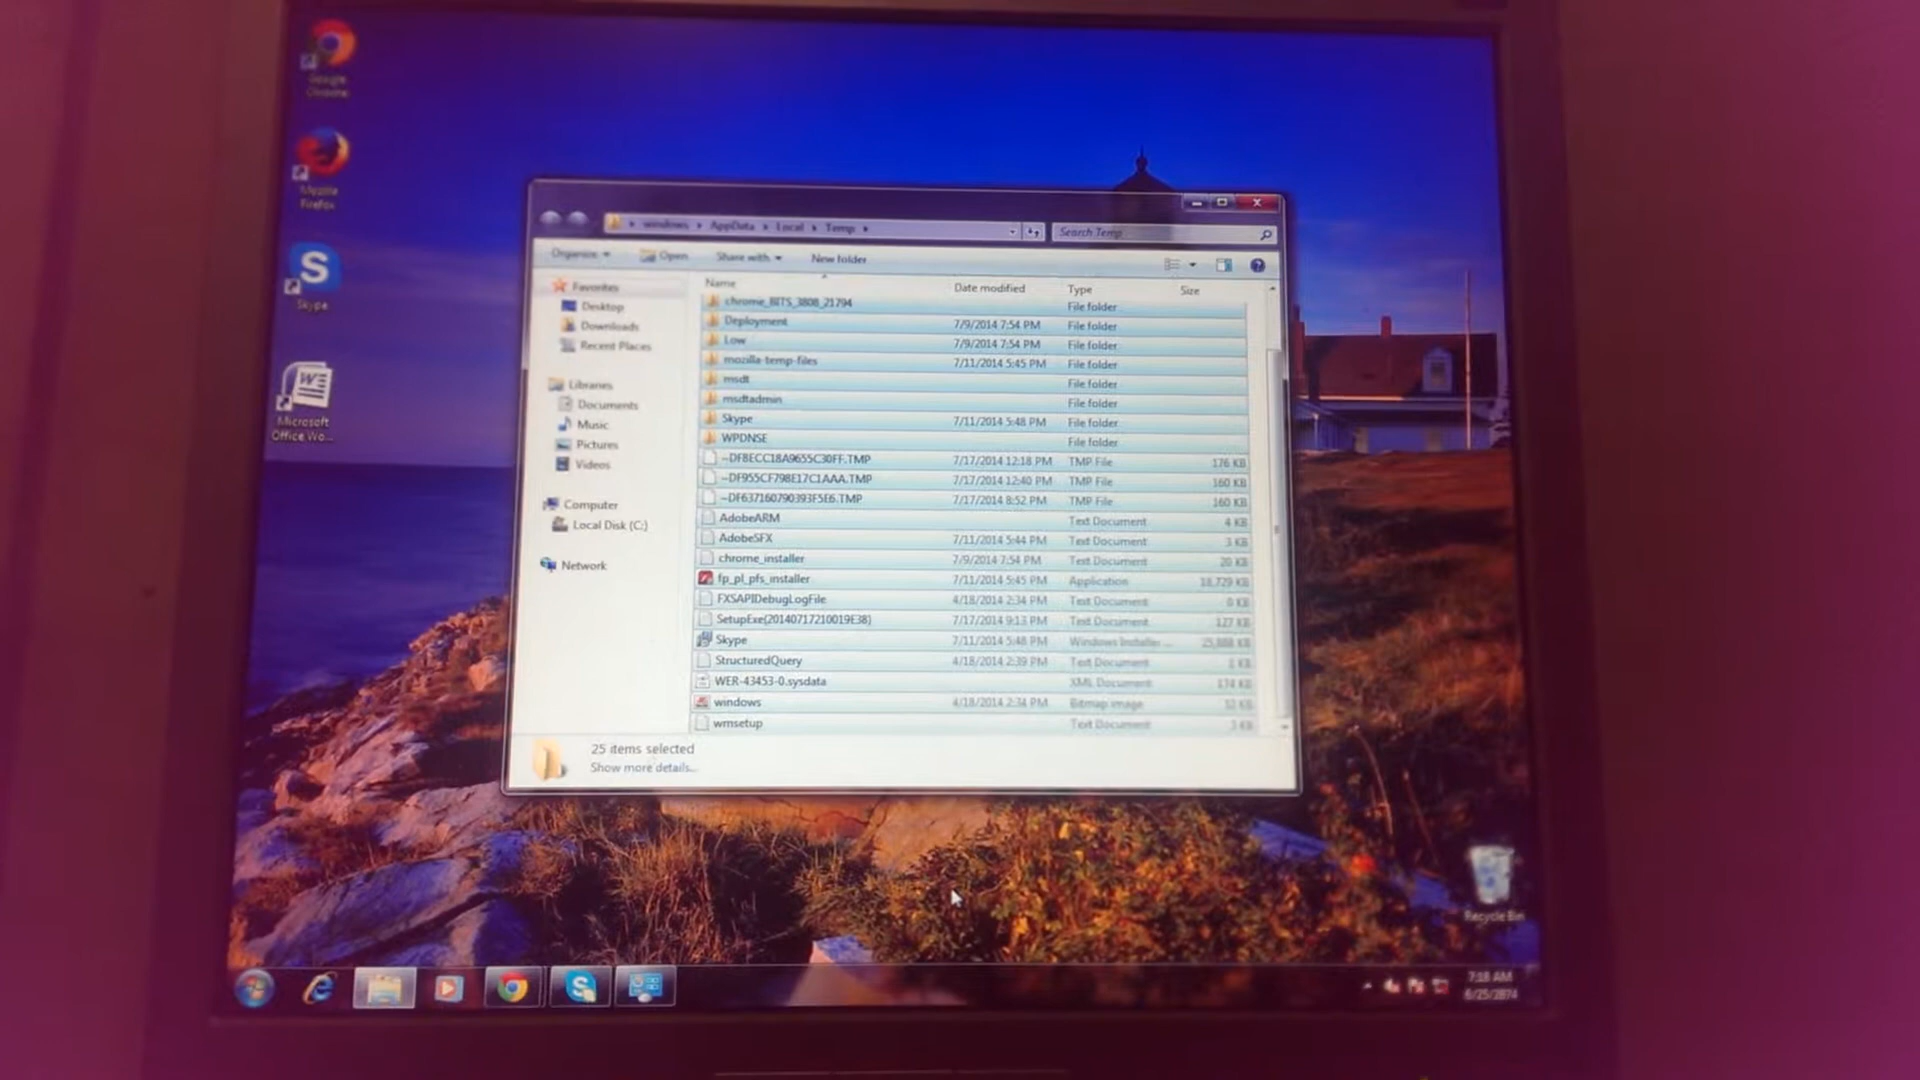 Google
Chrome
Mozilla
Firefox
Skype
Microsoft
Office Wo...
windows AppData Local Temp
Search Temp
Organize Open Share with New folder
Name Date modified Type Size
Favorites
Desktop
Downloads
Recent Places
Libraries
Documents
Music
Pictures
Videos
Computer
Local Disk (C:)
Network
chrome_BITS_3808_21794 File folder
Deployment 7/9/2014 7:54 PM File folder
Low 7/9/2014 7:54 PM File folder
mozilla-temp-files 7/11/2014 5:45 PM File folder
msdt File folder
msdtadmin File folder
Skype 7/11/2014 5:48 PM File folder
WPDNSE File folder
~DF8ECC18A9655C30FF.TMP 7/17/2014 12:18 PM TMP File 176 KB
~DF955CF798E17C1AAA.TMP 7/17/2014 12:40 PM TMP File 160 KB
~DF637160790393F5E6.TMP 7/17/2014 8:52 PM TMP File 160 KB
AdobeARM Text Document 4 KB
AdobeSFX 7/11/2014 5:44 PM Text Document 3 KB
chrome_installer 7/9/2014 7:54 PM Text Document 20 KB
fp_pl_pfs_installer 7/11/2014 5:45 PM Application 18,729 KB
FXSAPIDebugLogFile 4/18/2014 2:34 PM Text Document 0 KB
SetupExe(20140717210019E38) 7/17/2014 9:13 PM Text Document 127 KB
Skype 7/11/2014 5:48 PM Windows Installer ... KB
StructuredQuery 4/18/2014 2:39 PM Text Document KB
WER-43453-0.sysdata XML Document 174 KB
windows 4/18/2014 2:34 PM Bitmap image 32 KB
wmsetup Text Document 3 KB
25 items selected
Show more details...
Recycle Bin
7:18 AM